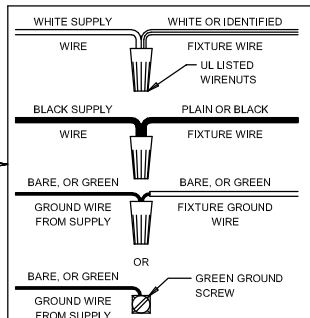 WHITE SUPPLY WHITE OR IDENTIFIED
WIRE FIXTURE WIRE
UL LISTED
WIRENUTS
BLACK SUPPLY PLAIN OR BLACK
WIRE FIXTURE WIRE
BARE, OR GREEN BARE, OR GREEN
GROUND WIRE FIXTURE GROUND
FROM SUPPLY WIRE
OR
BARE, OR GREEN GREEN GROUND
SCREW
GROUND WIRE
FROM SUPPLY